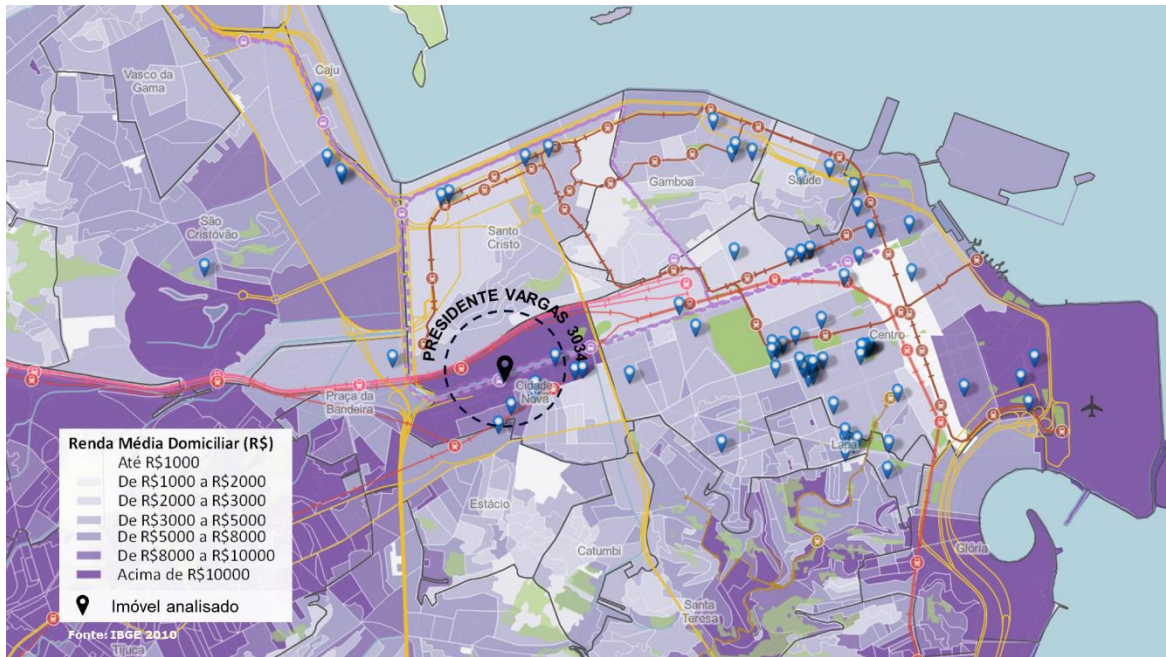 Vasco da
Gama
Caju
São
Cristóvão
Santo
Cristo
Gamboa
Saúde
PRESIDENTE VARGAS 3034
Cidade
Nova
Centro
Praça da
Bandeira
Lapa
Estácio
Catumbi
Glória
Santa
Teresa
Tijuca
Renda Média Domiciliar (R$)
Até R$1000
De R$1000 a R$2000
De R$2000 a R$3000
De R$3000 a R$5000
De R$5000 a R$8000
De R$8000 a R$10000
Acima de R$10000
Imóvel analisado
Fonte: IBGE 2010